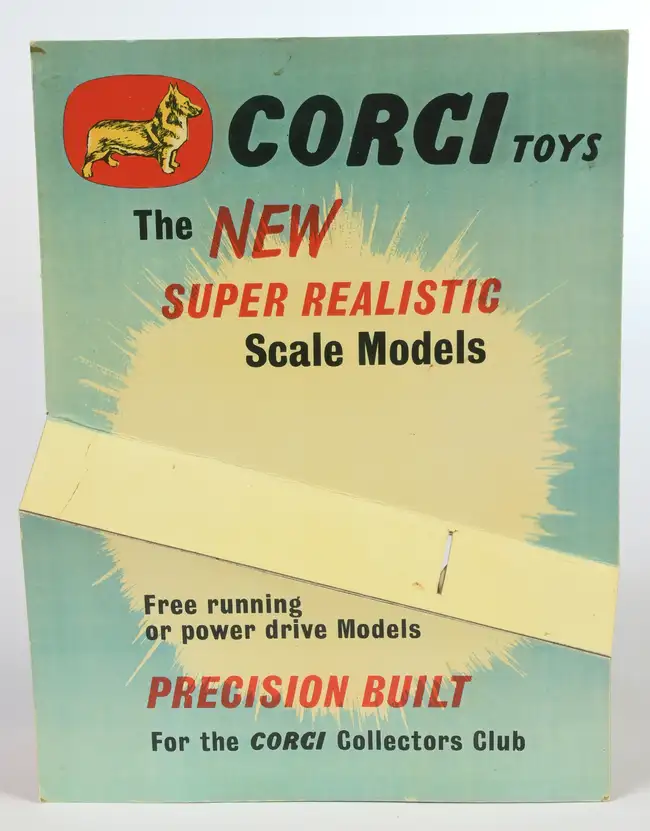 CORGI TOYS
The NEW
SUPER REALISTIC
Scale Models
Free running
or power drive Models
PRECISION BUILT
For the CORGI Collectors Club